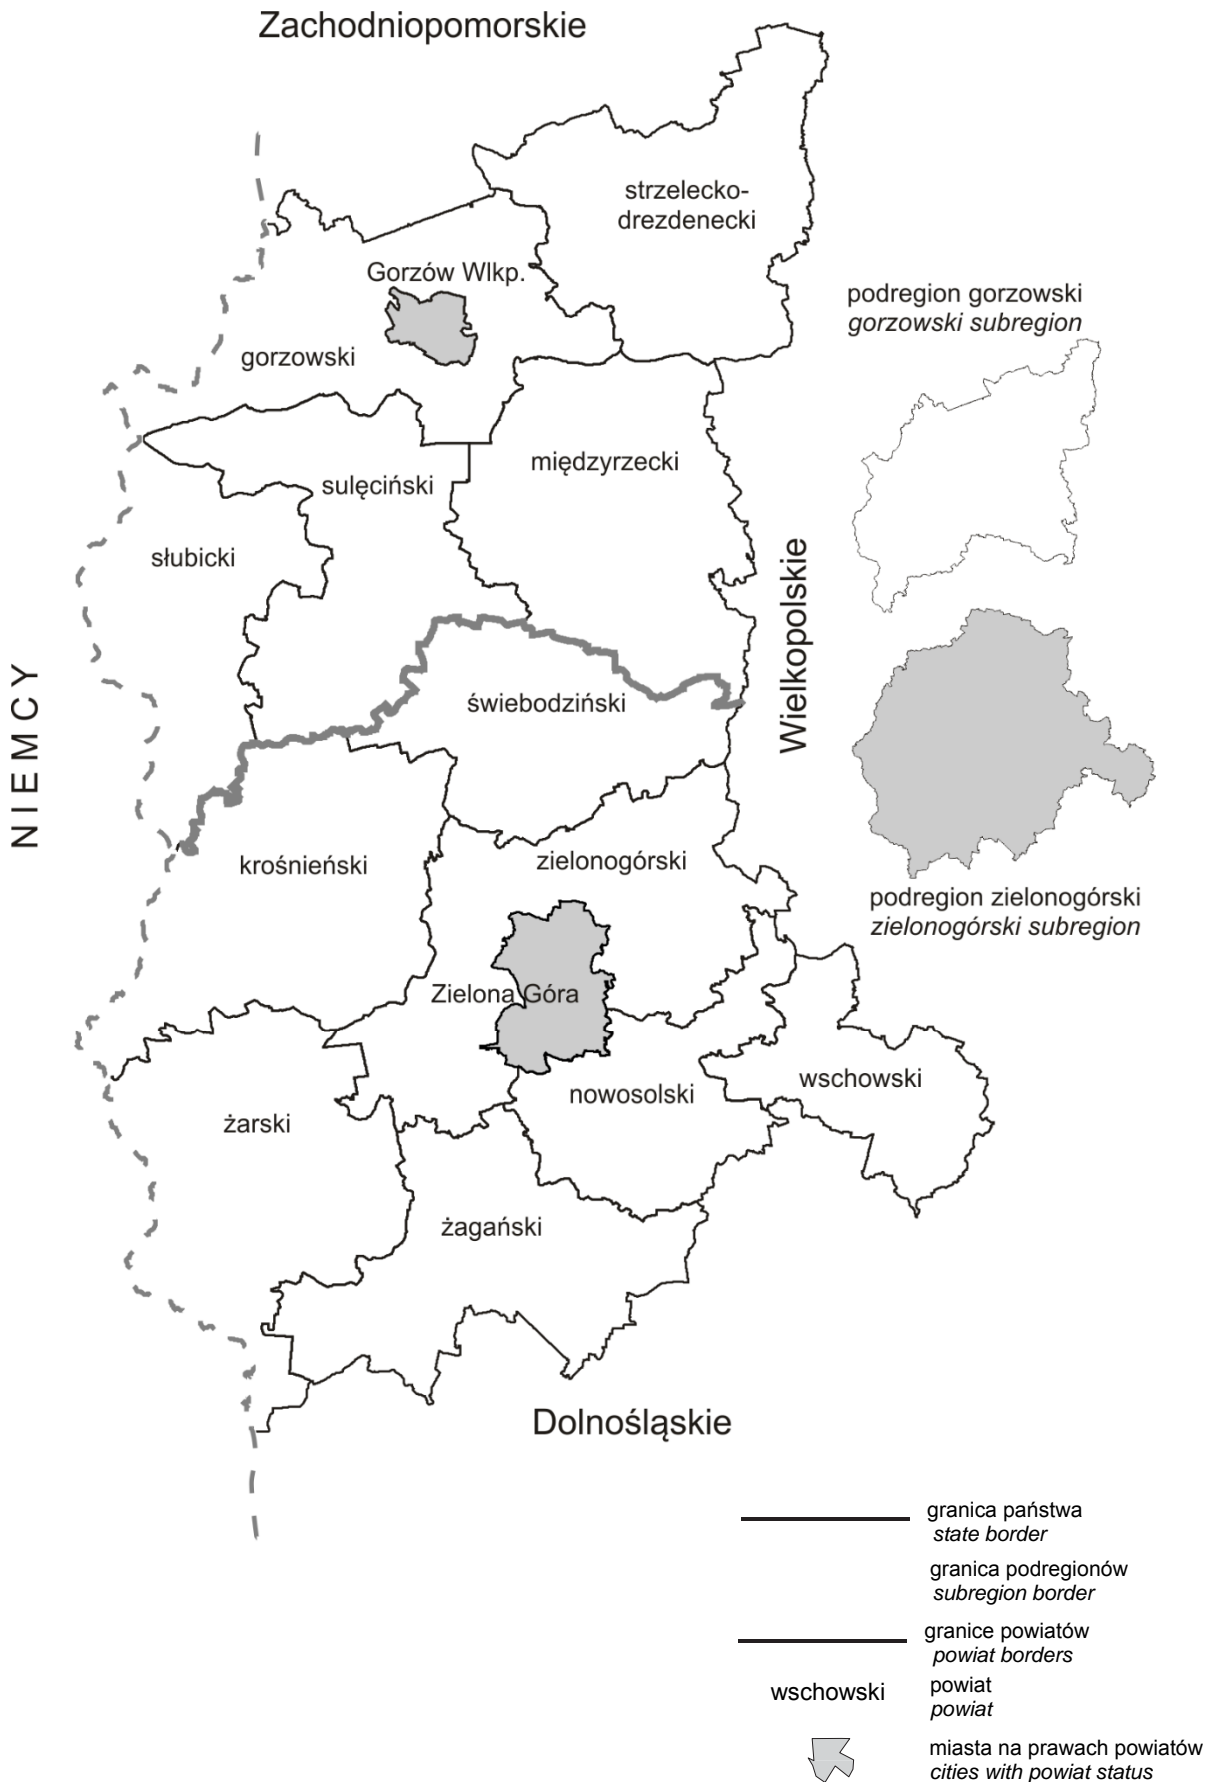 Zachodniopomorskie
strzelecko-
drezdenecki
Gorzów Wlkp.
podregion gorzowski
gorzowski subregion
gorzowski
międzyrzecki
sulęciński
słubicki
Wielkopolskie
NIEMCY
świebodziński
krośnieński
zielonogórski
podregion zielonogórski
zielonogórski subregion
Zielona Góra
wschowski
nowosolski
żarski
żagański
Dolnośląskie
granica państwa
state border
granica podregionów
subregion border
granice powiatów
powiat borders
wschowski
powiat
powiat
miasta na prawach powiatów
cities with powiat status